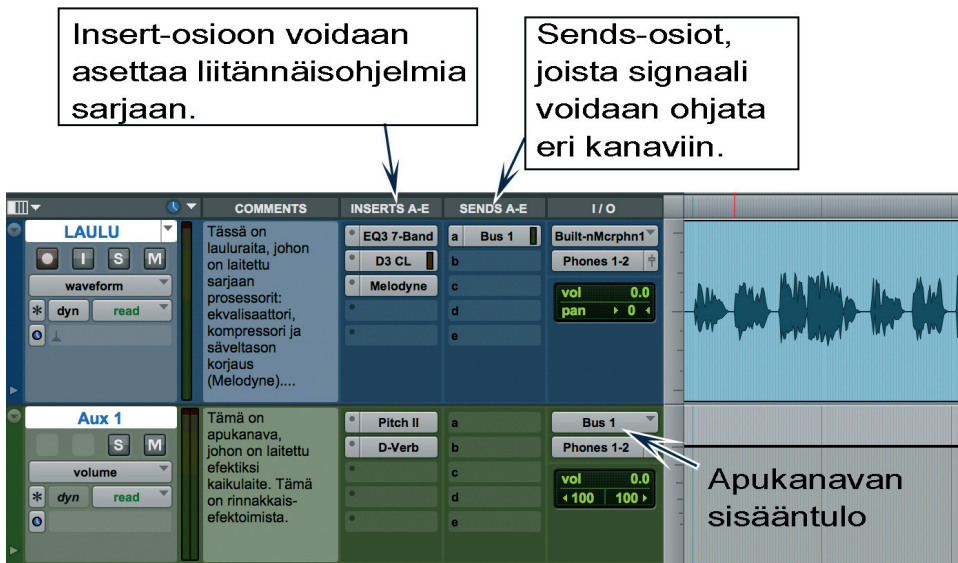 Insert-osioon voidaan
asettaa liitännäisohjelmia
sarjaan.
Sends-osiot,
joista signaali
voidaan ohjata
eri kanaviin.
COMMENTS
INSERTS A-E
SENDS A-E
I / O
LAULU
I S M
waveform
* dyn read
Tässä on
lauluraita, johon
on laitettu
sarjaan
prosessorit:
ekvalisaattori,
kompressori ja
säveltason
korjaus
(Melodyne)....
EQ3 7-Band
D3 CL
Melodyne
a Bus 1
b
c
d
e
Built-nMcrphn1
Phones 1-2
vol 0.0
pan 0
Aux 1
S M
volume
* dyn read
Tämä on
apukanava,
johon on laitettu
efektiksi
kaikulaite. Tämä
on rinnakkais-
efektoimista.
Pitch II
D-Verb
a
b
c
d
e
Bus 1
Phones 1-2
vol 0.0
100 100
Apukanavan
sisääntulo